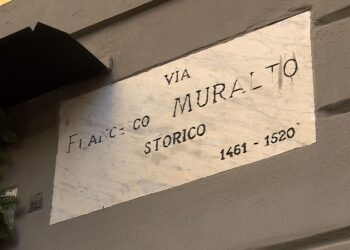 VIA
FRANCESCO MURALTO
STORICO
1461 - 1520